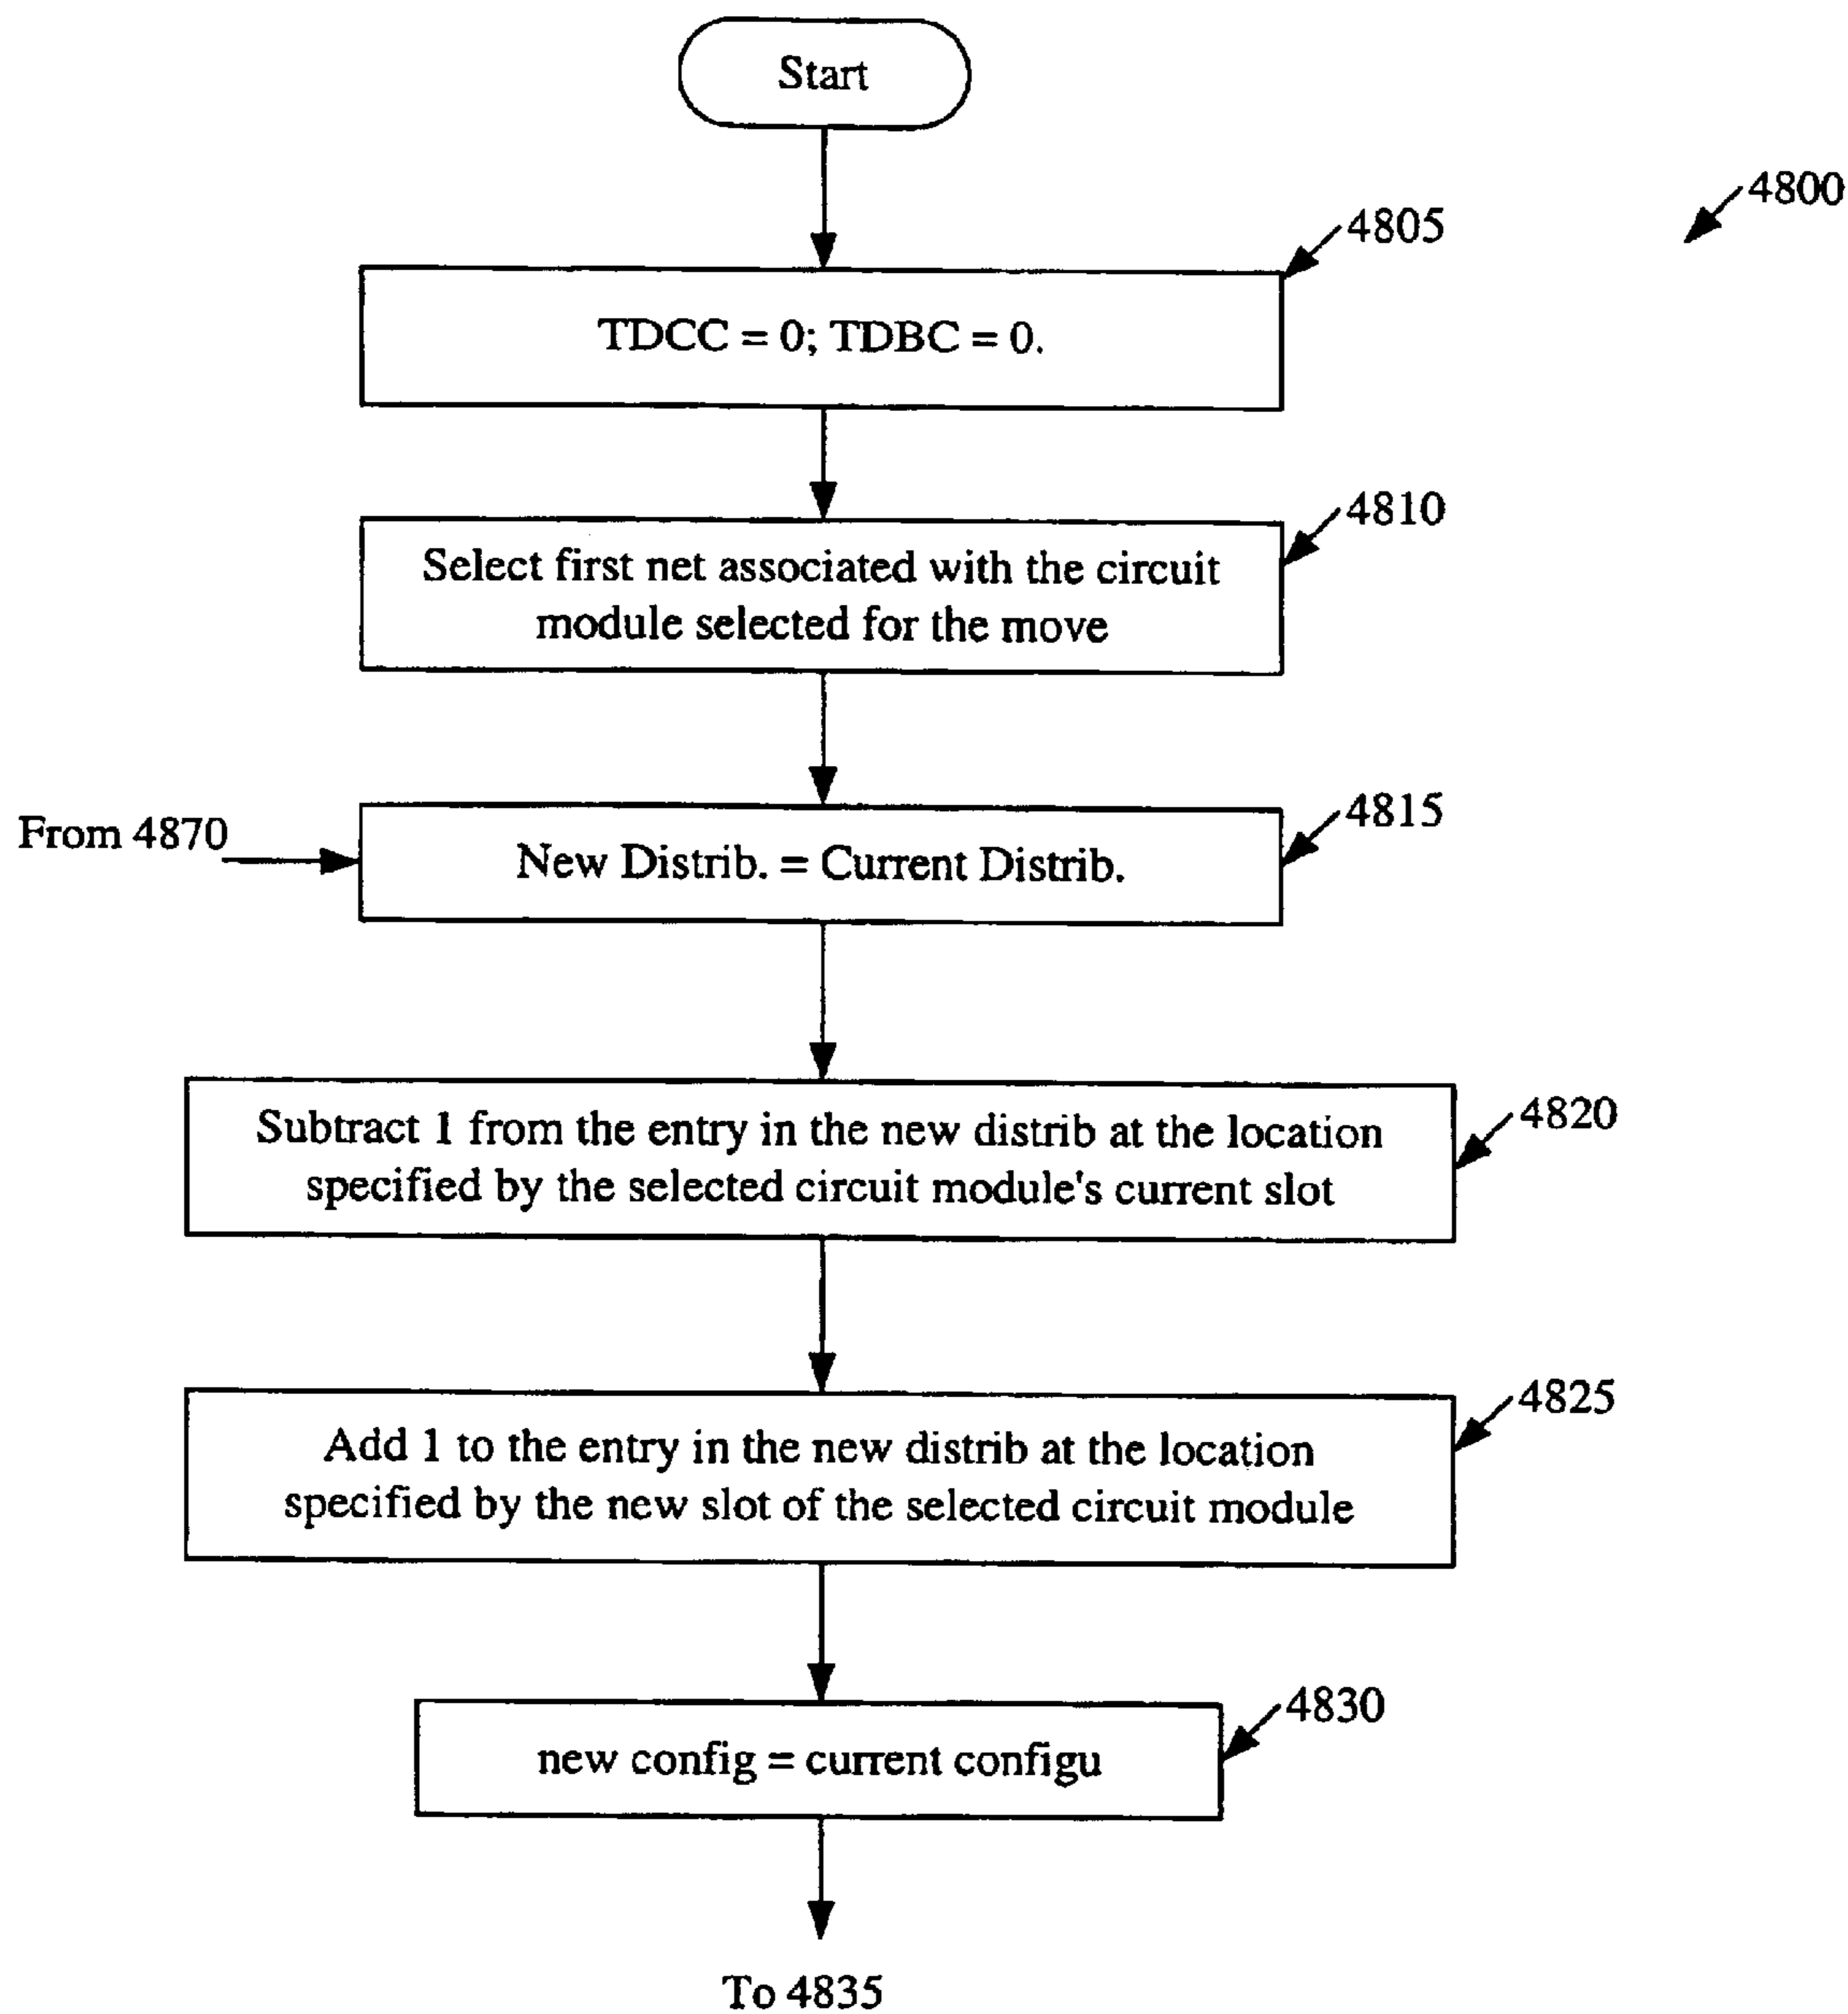 Start
4800
4805
TDCC = 0; TDBC = 0.
4810
Select first net associated with the circuit
module selected for the move
4815
From 4870
New Distrib. = Current Distrib.
4820
Subtract 1 from the entry in the new distrib at the location
specified by the selected circuit module's current slot
4825
Add 1 to the entry in the new distrib at the location
specified by the new slot of the selected circuit module
4830
new config = current configu
To 4835